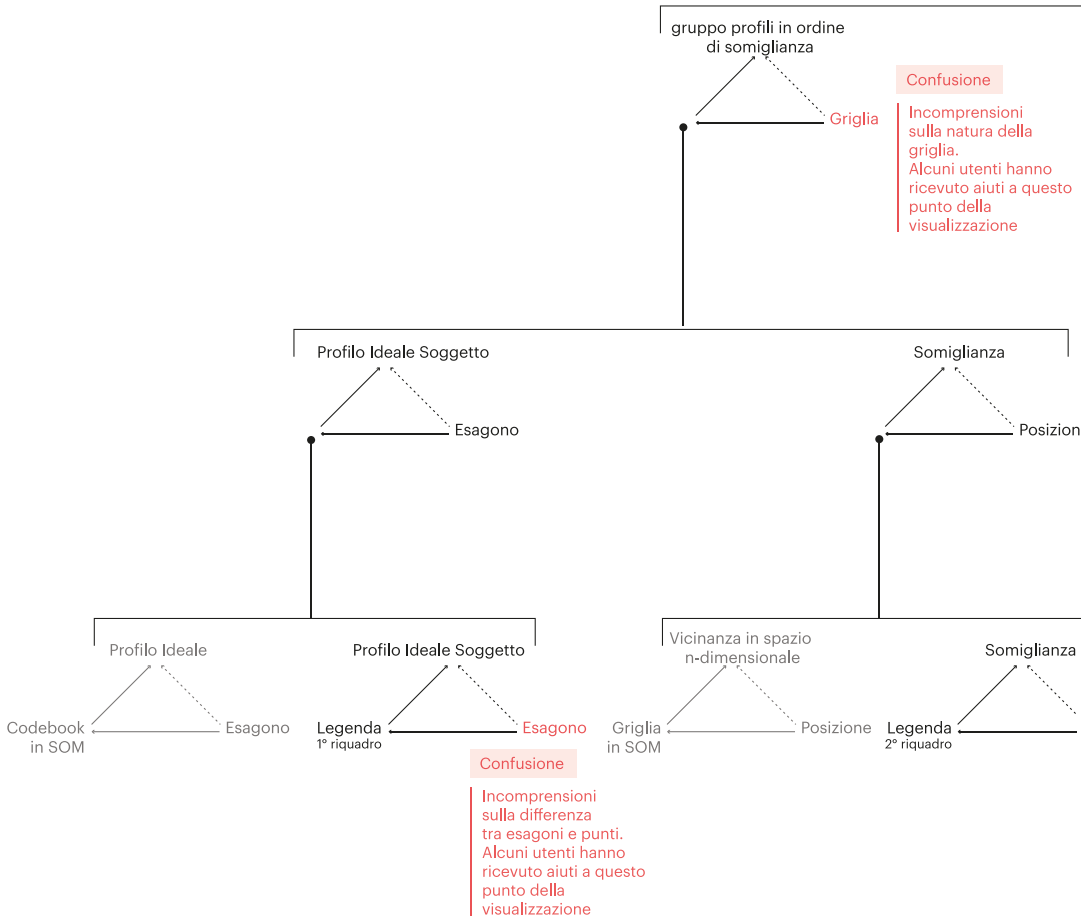 gruppo profili in ordine
di somiglianza
Confusione
Griglia
Incomprensioni
sulla natura della
griglia.
Alcuni utenti hanno
ricevuto aiuti a questo
punto della
visualizzazione
Profilo Ideale Soggetto
Somiglianza
Esagono
Posizion
Profilo Ideale
Profilo Ideale Soggetto
Vicinanza in spazio
n-dimensionale
Somiglianza
Codebook
in SOM
Esagono
Legenda
1° riquadro
Esagono
Griglia
in SOM
Posizione
Legenda
2° riquadro
Confusione
Incomprensioni
sulla differenza
tra esagoni e punti.
Alcuni utenti hanno
ricevuto aiuti a questo
punto della
visualizzazione